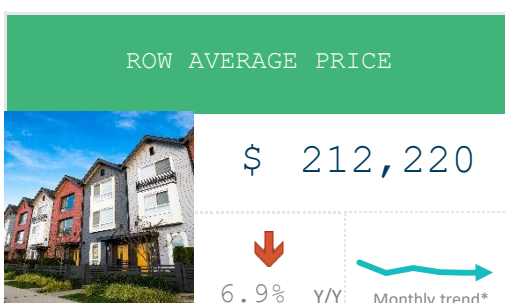 ROW AVERAGE PRICE
$ 212,220
6.9% Y/Y
Monthly trend*